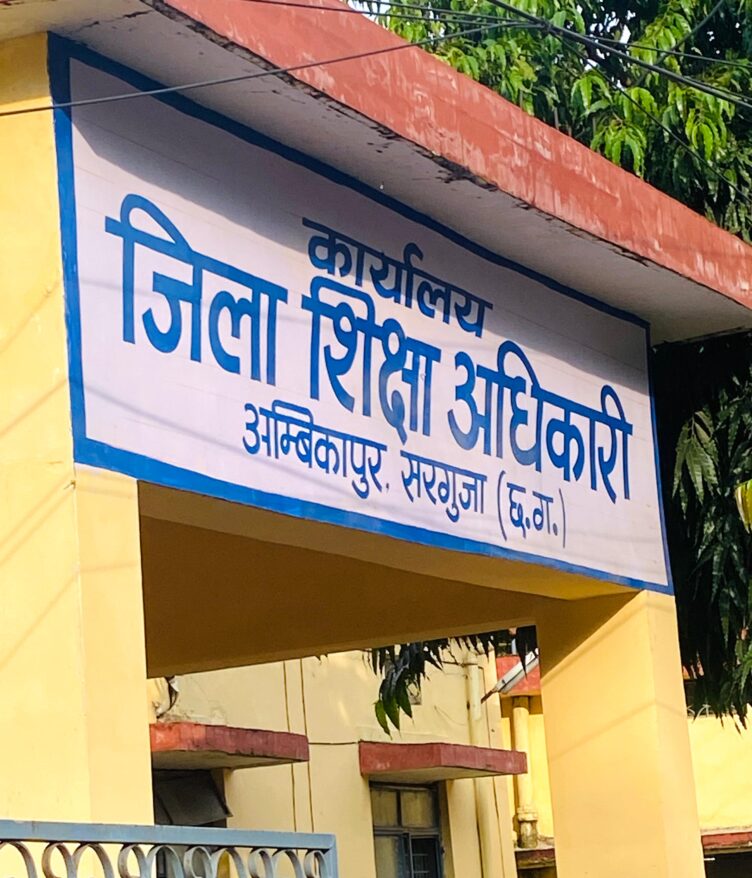 कार्यालय
जिला शिक्षा अधिकारी
अम्बिकापुर, सरगुजा (छ.ग.)